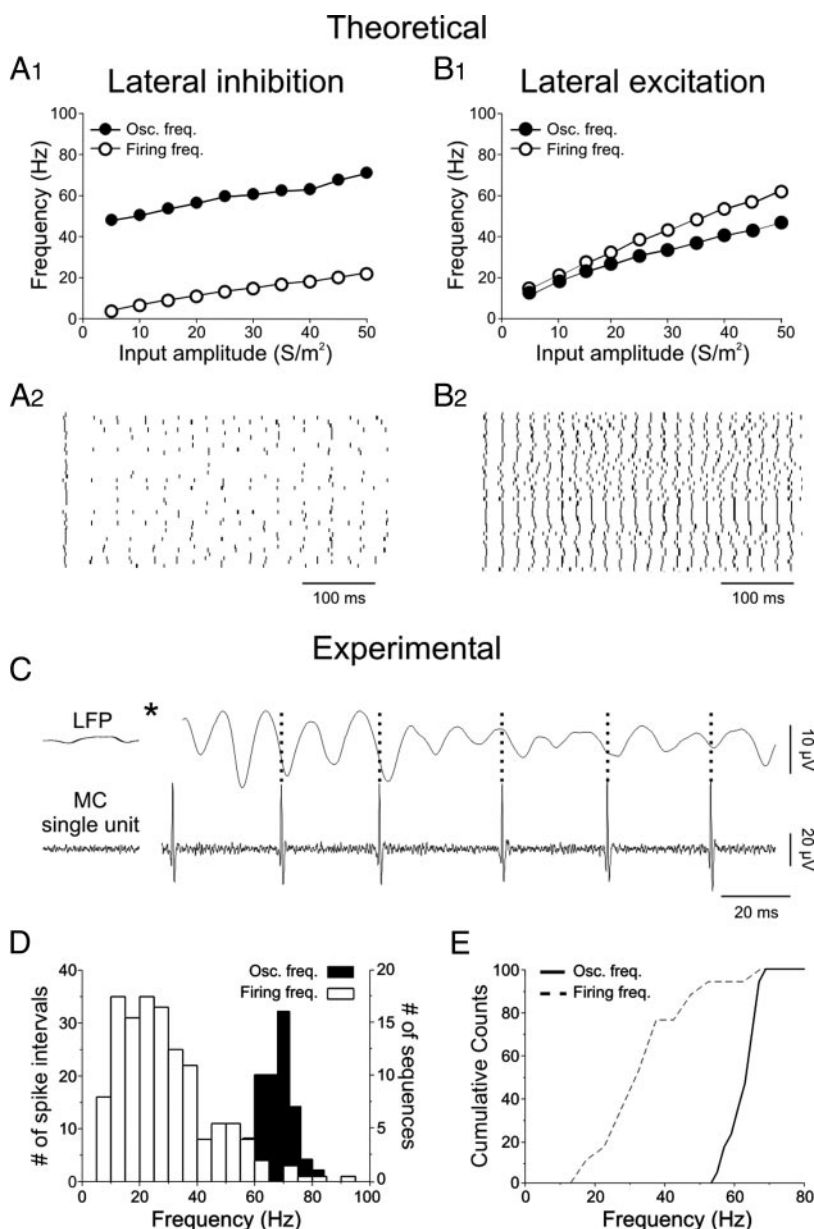 Theoretical
A1
Lateral inhibition
B1
Lateral excitation
100
80
60
40
20
0
Frequency (Hz)
Osc. freq.
Firing freq.
0
10
20
30
40
50
Input amplitude (S/m²)
100
80
60
40
20
0
Frequency (Hz)
Osc. freq.
Firing freq.
0
10
20
30
40
50
Input amplitude (S/m²)
A2
100 ms
B2
100 ms
Experimental
C
LFP
*
10 µV
MC
single unit
20 µV
20 ms
D
40
30
20
10
0
# of spike intervals
Osc. freq.
Firing freq.
20
15
10
5
0
# of sequences
0
20
40
60
80
100
Frequency (Hz)
E
100
80
60
40
20
0
Cumulative Counts
Osc. freq.
Firing freq.
0
20
40
60
80
Frequency (Hz)